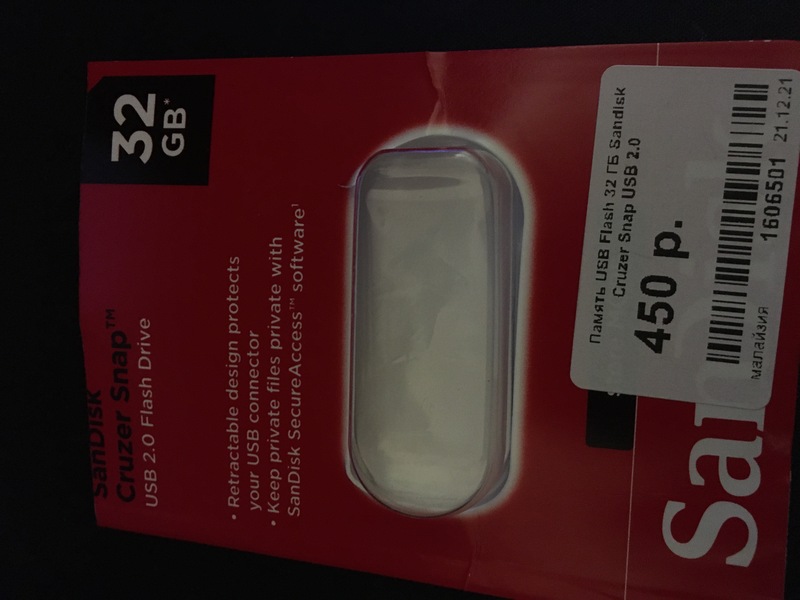 SanDisk
Cruzer Snap™
USB 2.0 Flash Drive
32
GB*
• Retractable design protects
your USB connector
• Keep private files private with
SanDisk SecureAccess™ software¹
Память USB Flash 32 ГБ Sandisk
Cruzer Snap USB 2.0
450 р.
1606501 21.12.21
малайзия
San